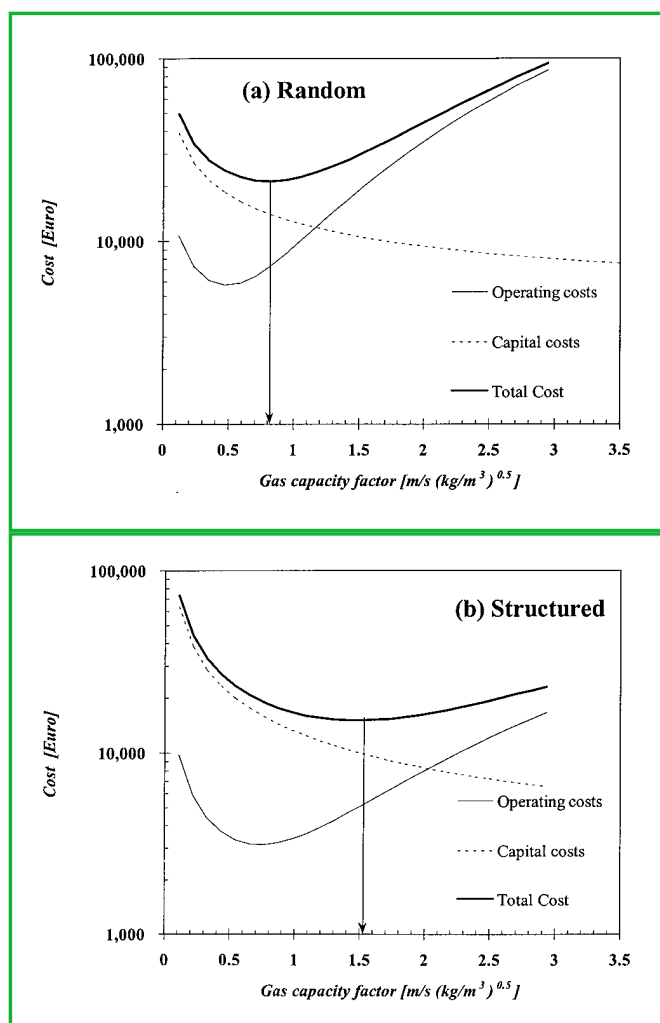 100,000
(a) Random
10,000
Cost [Euro]
Operating costs
Capital costs
Total Cost
1,000
0 0.5 1 1.5 2 2.5 3 3.5
Gas capacity factor [m/s (kg/m³)⁰·⁵]
100,000
(b) Structured
10,000
Cost [Euro]
Operating costs
Capital costs
Total Cost
1,000
0 0.5 1 1.5 2 2.5 3 3.5
Gas capacity factor [m/s (kg/m³)⁰·⁵]